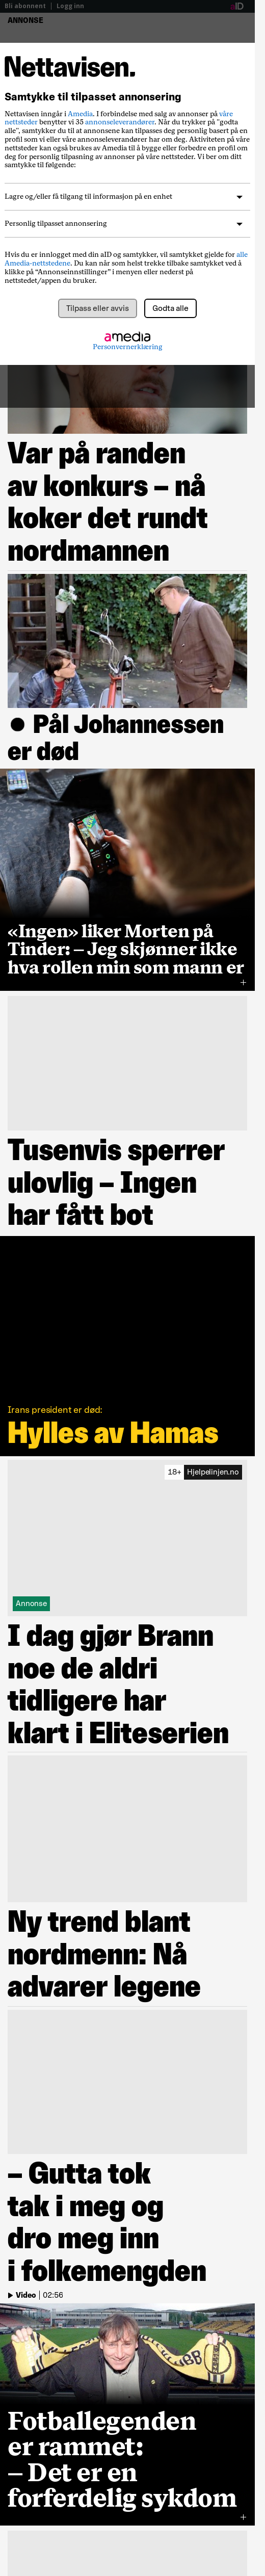 Bli abonnent | Logg inn
aID
ANNONSE
Nettavisen.
Samtykke til tilpasset annonsering
Nettavisen inngår i Amedia. I forbindelse med salg av annonser på våre
nettsteder benytter vi 35 annonseleverandører. Når du trykker på "godta
alle", samtykker du til at annonsene kan tilpasses deg personlig basert på en
profil som vi eller våre annonseleverandører har om deg. Aktiviteten på våre
nettsteder kan også brukes av Amedia til å bygge eller forbedre en profil om
deg for personlig tilpasning av annonser på våre nettsteder. Vi ber om ditt
samtykke til følgende:
Lagre og/eller få tilgang til informasjon på en enhet
Personlig tilpasset annonsering
Hvis du er innlogget med din aID og samtykker, vil samtykket gjelde for alle
Amedia-nettstedene. Du kan når som helst trekke tilbake samtykket ved å
klikke på “Annonseinnstillinger” i menyen eller nederst på
nettstedet/appen du bruker.
Tilpass eller avvis
Godta alle
amedia
Personvernerklæring
Var på randen
av konkurs – nå
koker det rundt
nordmannen
● Pål Johannessen
er død
«Ingen» liker Morten på
Tinder: – Jeg skjønner ikke
hva rollen min som mann er
+
Tusenvis sperrer
ulovlig – Ingen
har fått bot
Irans president er død:
Hylles av Hamas
18+ Hjelpelinjen.no
Annonse
I dag gjør Brann
noe de aldri
tidligere har
klart i Eliteserien
Ny trend blant
nordmenn: Nå
advarer legene
– Gutta tok
tak i meg og
dro meg inn
i folkemengden
Video | 02:56
Fotballegenden
er rammet:
– Det er en
forferdelig sykdom
+